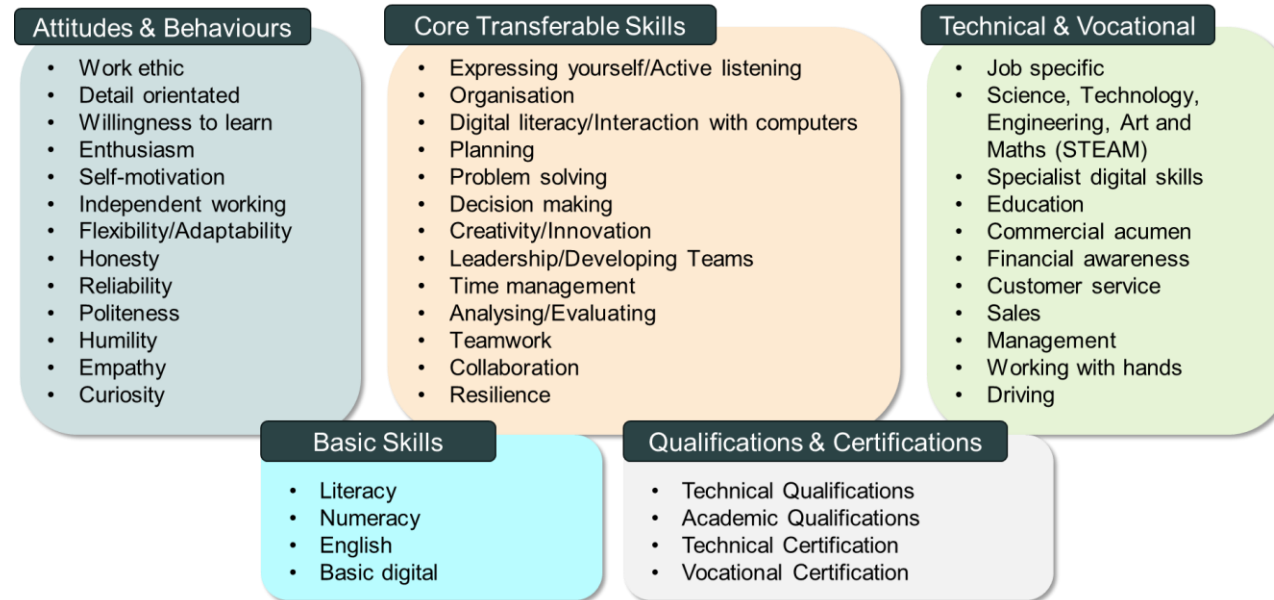 Attitudes & Behaviours
• Work ethic
• Detail orientated
• Willingness to learn
• Enthusiasm
• Self-motivation
• Independent working
• Flexibility/Adaptability
• Honesty
• Reliability
• Politeness
• Humility
• Empathy
• Curiosity
Core Transferable Skills
• Expressing yourself/Active listening
• Organisation
• Digital literacy/Interaction with computers
• Planning
• Problem solving
• Decision making
• Creativity/Innovation
• Leadership/Developing Teams
• Time management
• Analysing/Evaluating
• Teamwork
• Collaboration
• Resilience
Technical & Vocational
• Job specific
• Science, Technology,
Engineering, Art and
Maths (STEAM)
• Specialist digital skills
• Education
• Commercial acumen
• Financial awareness
• Customer service
• Sales
• Management
• Working with hands
• Driving
Basic Skills
• Literacy
• Numeracy
• English
• Basic digital
Qualifications & Certifications
• Technical Qualifications
• Academic Qualifications
• Technical Certification
• Vocational Certification